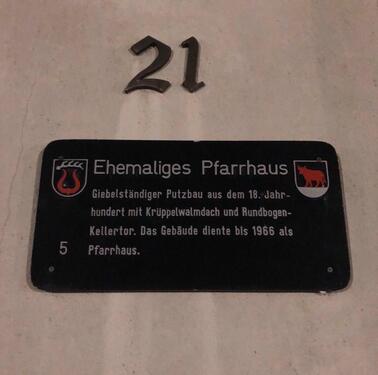 21
Ehemaliges Pfarrhaus
Giebelständiger Putzbau aus dem 18. Jahr-
hundert mit Krüppelwalmdach und Rundbogen-
Kellertor. Das Gebäude diente bis 1966 als
5 Pfarrhaus.